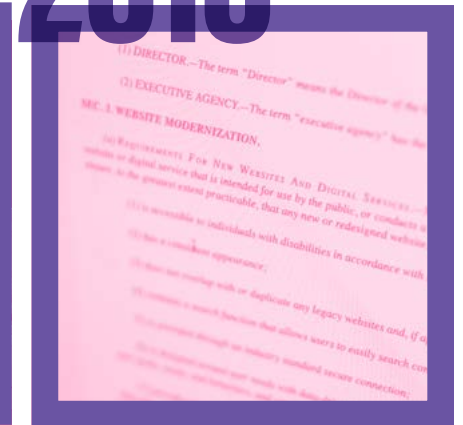 2018
(1) DIRECTOR.—The term "Director" means the Director of the
(2) EXECUTIVE AGENCY.—The term "executive agency" has the
SEC. 3. WEBSITE MODERNIZATION.
(a) REQUIREMENTS FOR NEW WEBSITES AND DIGITAL SERVICES.—
website or digital service that is intended for use by the public, or conducts
to the greatest extent practicable, that any new or redesigned website
(1) is accessible to individuals with disabilities in accordance with
(2) has a consistent appearance;
(3) does not overlap with or duplicate any legacy websites and, if
(4) contains a search function that allows users to easily search con
(5) is provided through an industry standard secure connection;